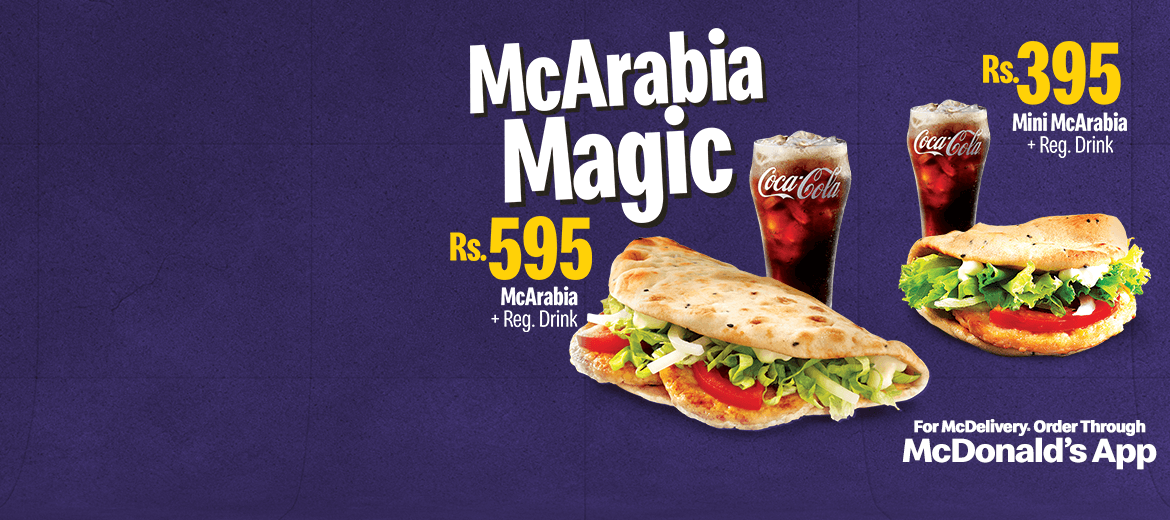 McArabia
Magic
Rs.595
McArabia
+ Reg. Drink
Coca-Cola
Rs.395
Mini McArabia
+ Reg. Drink
Coca-Cola
For McDelivery. Order Through
McDonald's App